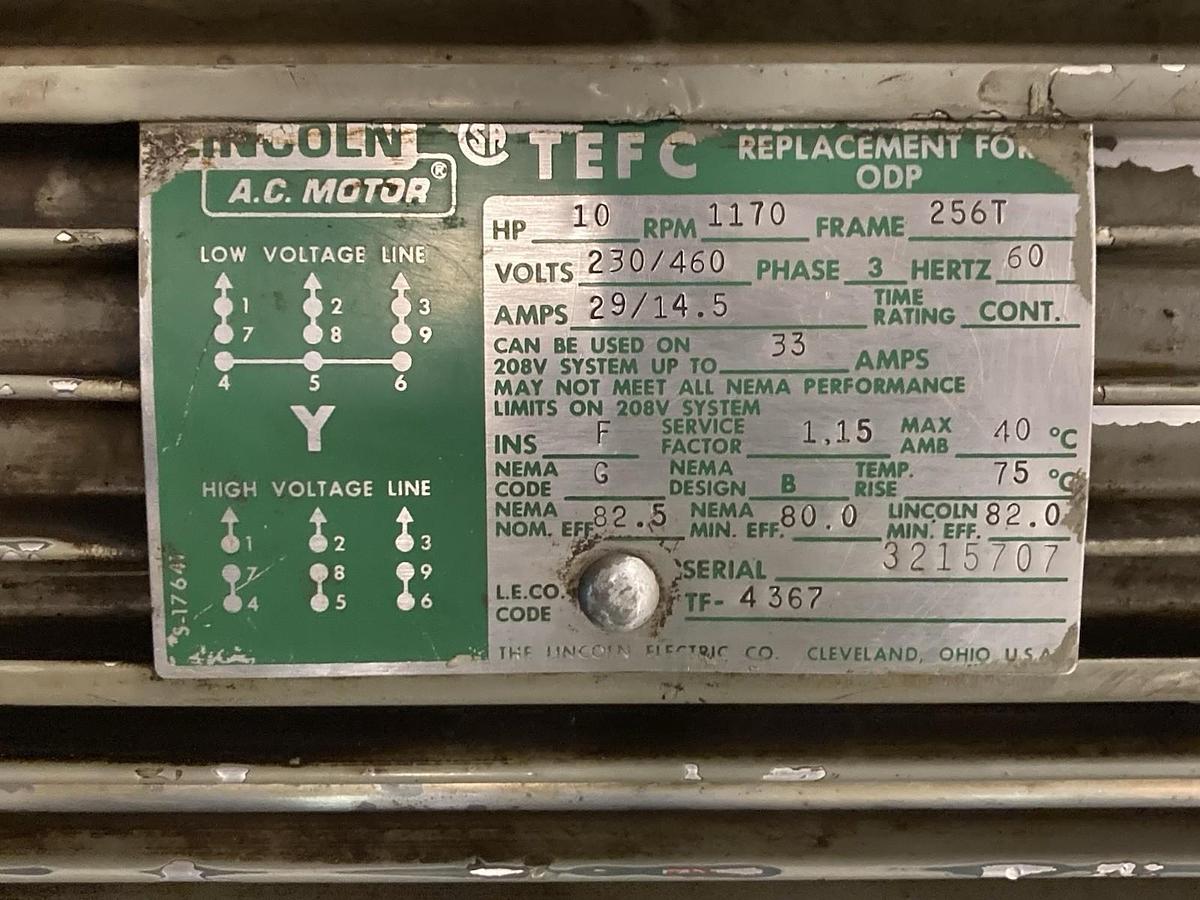 LINCOLN
A.C. MOTOR®
SA
TEFC
REPLACEMENT FOR
ODP
LOW VOLTAGE LINE
1 2 3
7 8 9
4 5 6
Y
HIGH VOLTAGE LINE
1 2 3
7 8 9
4 5 6
HP 10 RPM 1170 FRAME 256T
VOLTS 230/460 PHASE 3 HERTZ 60
AMPS 29/14.5 TIME RATING CONT.
CAN BE USED ON
208V SYSTEM UP TO 33 AMPS
MAY NOT MEET ALL NEMA PERFORMANCE
LIMITS ON 208V SYSTEM
INS F SERVICE FACTOR 1.15 MAX AMB 40 °C
NEMA CODE G NEMA DESIGN B TEMP. RISE 75 °C
NEMA NOM. EFF. 82.5 NEMA MIN. EFF. 80.0 LINCOLN MIN. EFF. 82.0
SERIAL 3215707
L.E.CO. CODE TF- 4367
THE LINCOLN ELECTRIC CO. CLEVELAND, OHIO U.S.A.